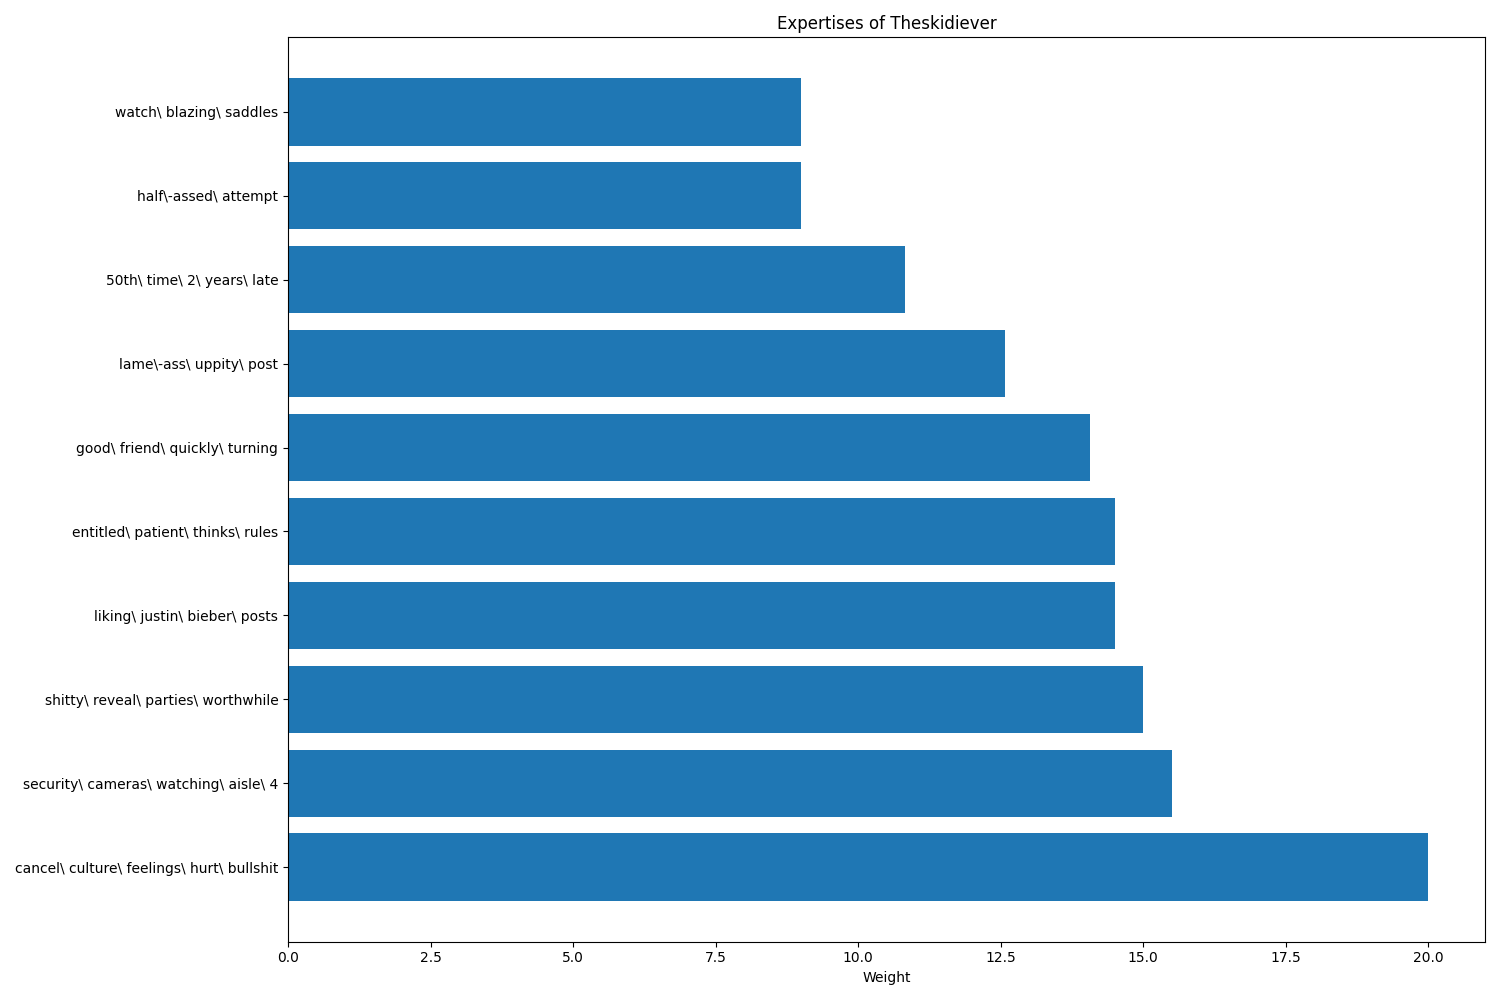 Expertises of Theskidiever
watch\ blazing\ saddles
half\-assed\ attempt
50th\ time\ 2\ years\ late
lame\-ass\ uppity\ post
good\ friend\ quickly\ turning
entitled\ patient\ thinks\ rules
liking\ justin\ bieber\ posts
shitty\ reveal\ parties\ worthwhile
security\ cameras\ watching\ aisle\ 4
cancel\ culture\ feelings\ hurt\ bullshit
0.0 2.5 5.0 7.5 10.0 12.5 15.0 17.5 20.0
Weight